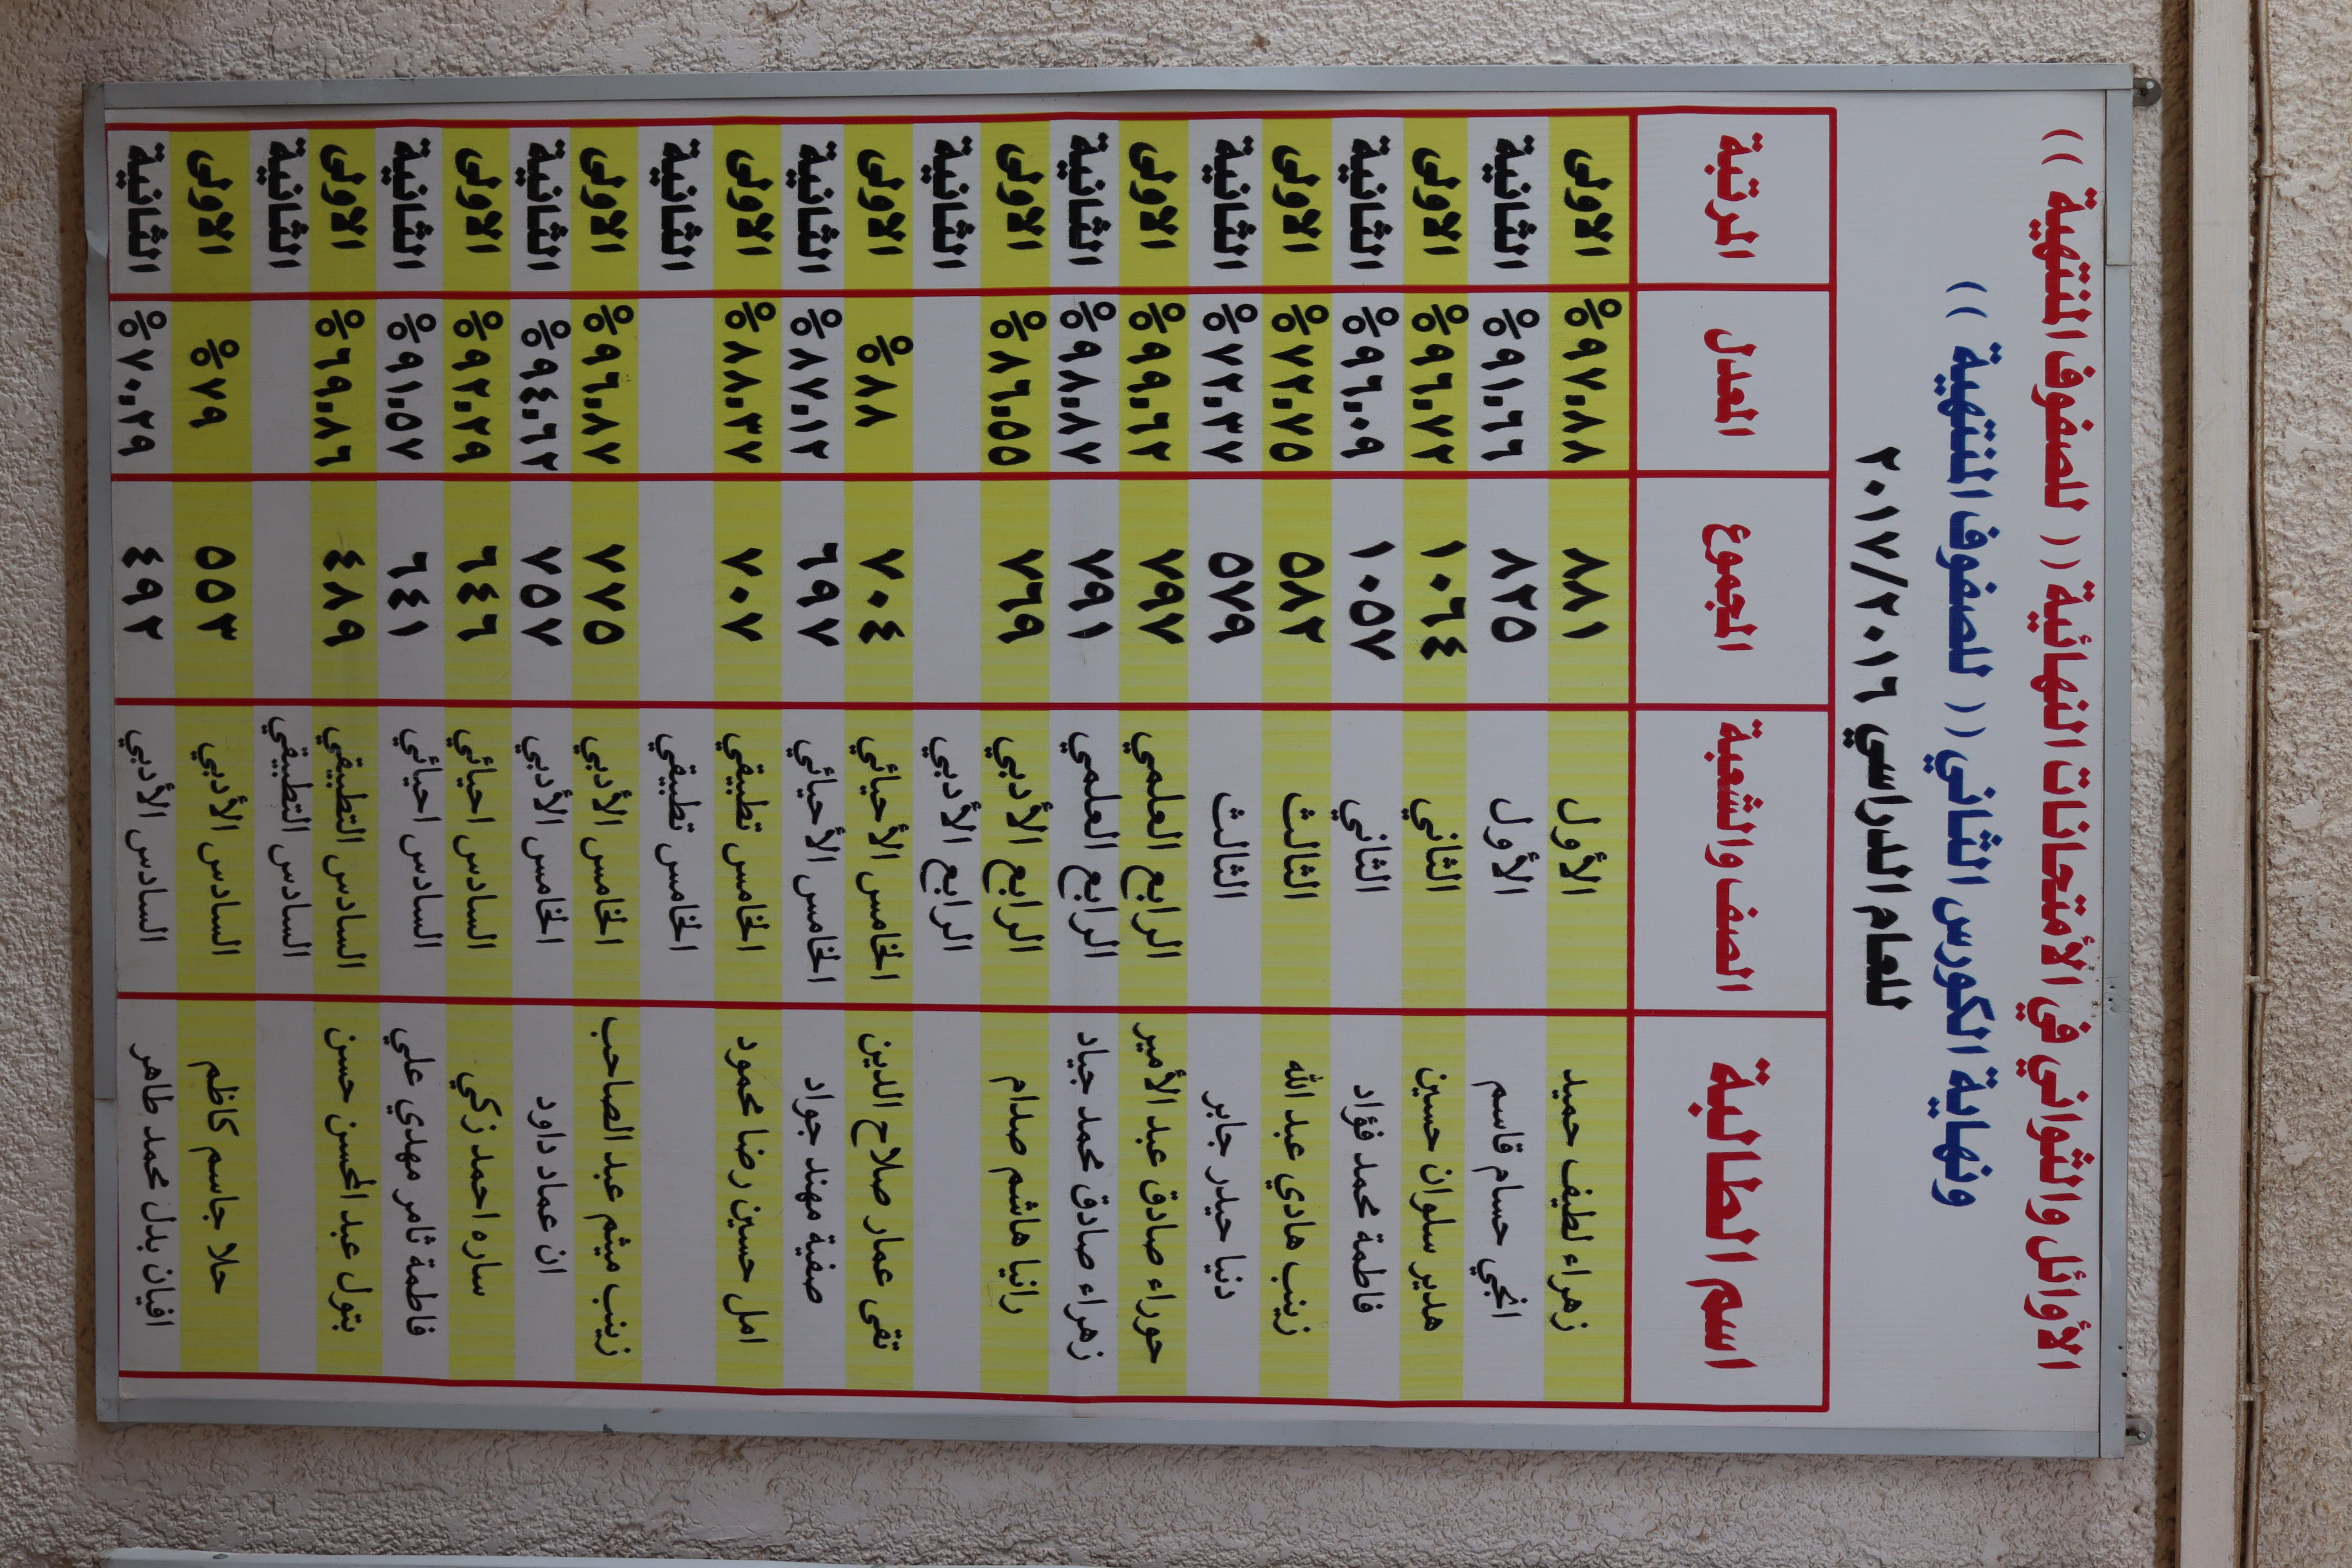 الأوائل والثواني في الأمتحانات النهائية (( للصفوف المنتهية ))
ونهاية الكورس الثاني (( للصفوف المنتهية ))
للعام الدراسي ٢٠١٧/٢٠١٦
اسم الطالبة الصف والشعبة المجموع المعدل المرتبة
زهراء لطيف حميد الأول ٨٨١ ٩٧,٨٨% الاولى
انجي حسام قاسم الأول ٨٢٥ ٩١,٦٦% الثانية
هدير سلوان حسين الثاني ١٠٦٤ ٩٦,٧٢% الاولى
فاطمة محمد فؤاد الثاني ١٠٥٧ ٩٦,٠٩% الثانية
زينب هادي عبد الله الثالث ٥٨٢ ٧٢,٧٥% الاولى
دنيا حيدر جابر الثالث ٥٧٩ ٧٢,٣٧% الثانية
حوراء صادق عبد الأمير الرابع العلمي ٧٩٧ ٩٩,٦٢% الاولى
زهراء صادق محمد جياد الرابع العلمي ٧٩١ ٩٨,٨٧% الثانية
رانيا هاشم صدام الرابع الأدبي ٧٦٩ ٨٦,٥٥% الاولى
الرابع الأدبي الثانية
تقى عمار صلاح الدين الخامس الأحيائي ٧٠٤ ٨٨% الاولى
صفية مهند جواد الخامس الأحيائي ٦٩٧ ٨٧,١٢% الثانية
امل حسين رضا محمود الخامس تطبيقي ٧٠٧ ٨٨,٣٧% الاولى
الخامس تطبيقي الثانية
زينب ميثم عبد الصاحب الخامس الأدبي ٧٧٥ ٩٦,٨٧% الاولى
ان عماد داود الخامس الأدبي ٧٥٧ ٩٤,٦٢% الثانية
ساره احمد زكي السادس احيائي ٦٤٦ ٩٢,٢٩% الاولى
فاطمة ثامر مهدي علي السادس احيائي ٦٤١ ٩١,٥٧% الثانية
بتول عبد المحسن حسن السادس التطبيقي ٤٨٩ ٦٩,٨٦% الاولى
السادس التطبيقي الثانية
حلا جاسم كاظم السادس الأدبي ٥٥٣ ٧٩% الاولى
افيان بدل محمد طاهر السادس الأدبي ٤٩٢ ٧٠,٢٩% الثانية